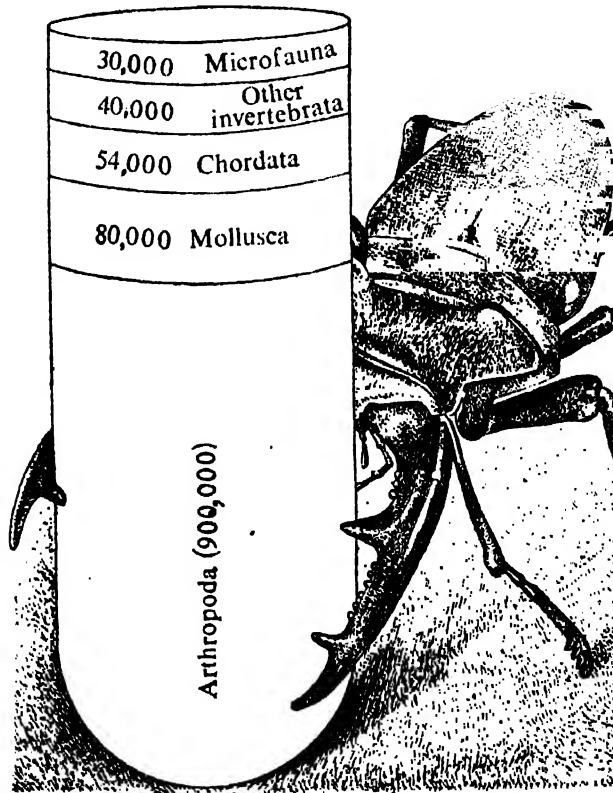 30,000 Microfauna
40,000 Other
invertebrata
54,000 Chordata
80,000 Mollusca
Arthropoda (900,000)